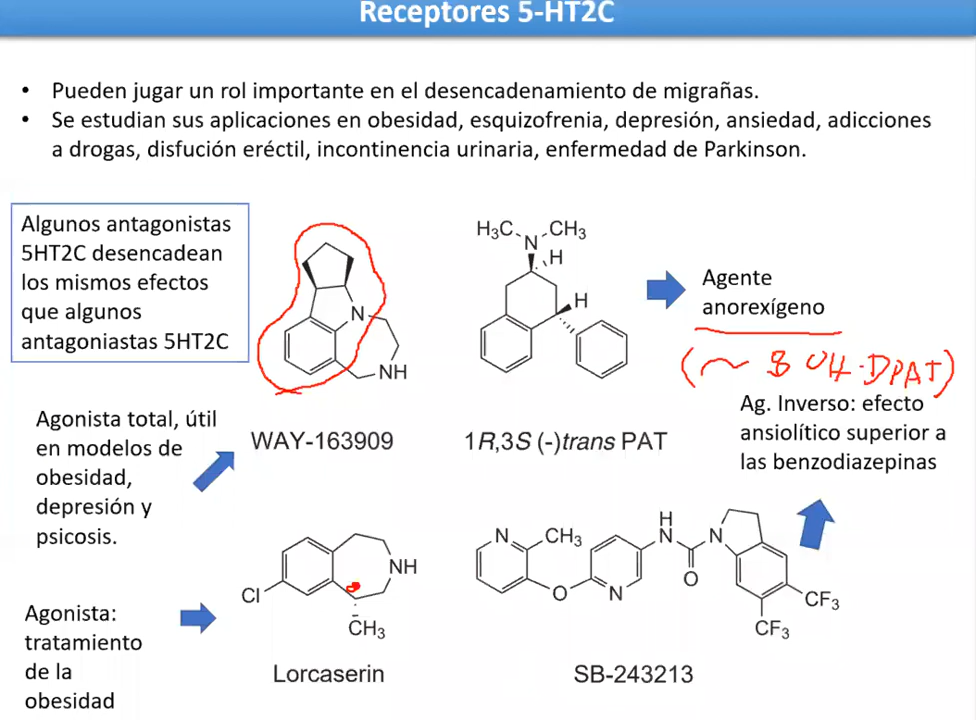 Receptores 5-HT2C
• Pueden jugar un rol importante en el desencadenamiento de migrañas.
• Se estudian sus aplicaciones en obesidad, esquizofrenia, depresión, ansiedad, adicciones
a drogas, disfución eréctil, incontinencia urinaria, enfermedad de Parkinson.
Algunos antagonistas
5HT2C desencadean
los mismos efectos
que algunos
antagoniastas 5HT2C
N
NH
WAY-163909
H3C
N
CH3
H
H
1R,3S (-)trans PAT
Agente
anorexígeno
(~ 8 OH-DPAT)
Agonista total, útil
en modelos de
obesidad,
depresión y
psicosis.
Ag. Inverso: efecto
ansiolítico superior a
las benzodiazepinas
Agonista:
tratamiento
de la
obesidad
Cl
NH
CH3
Lorcaserin
N
CH3
O
N
H
N
O
N
CF3
CF3
SB-243213